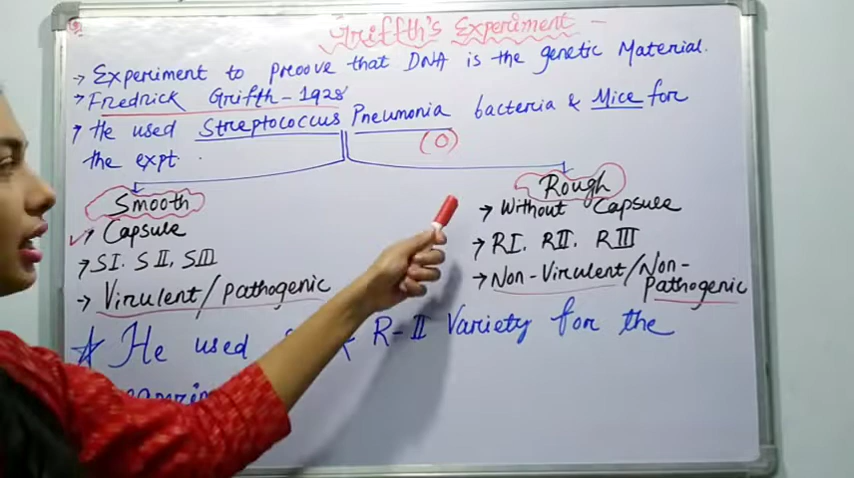 Griffth's Experiment -
→ Experiment to preove that DNA is the genetic Material.
→ Fredrick Grifth - 1928
→ He used Streptococcus Pneumonia bacteria & Mice for
the expt.
(O)
Smooth
→ Capsule
→ SI. SII, SIII
→ Virulent/pathogenic
Rough
→ Without Capsule
→ RI. RII. RIII
→ Non-Virulent/Non-
Pathogenic
☆ He used R-II Variety for the